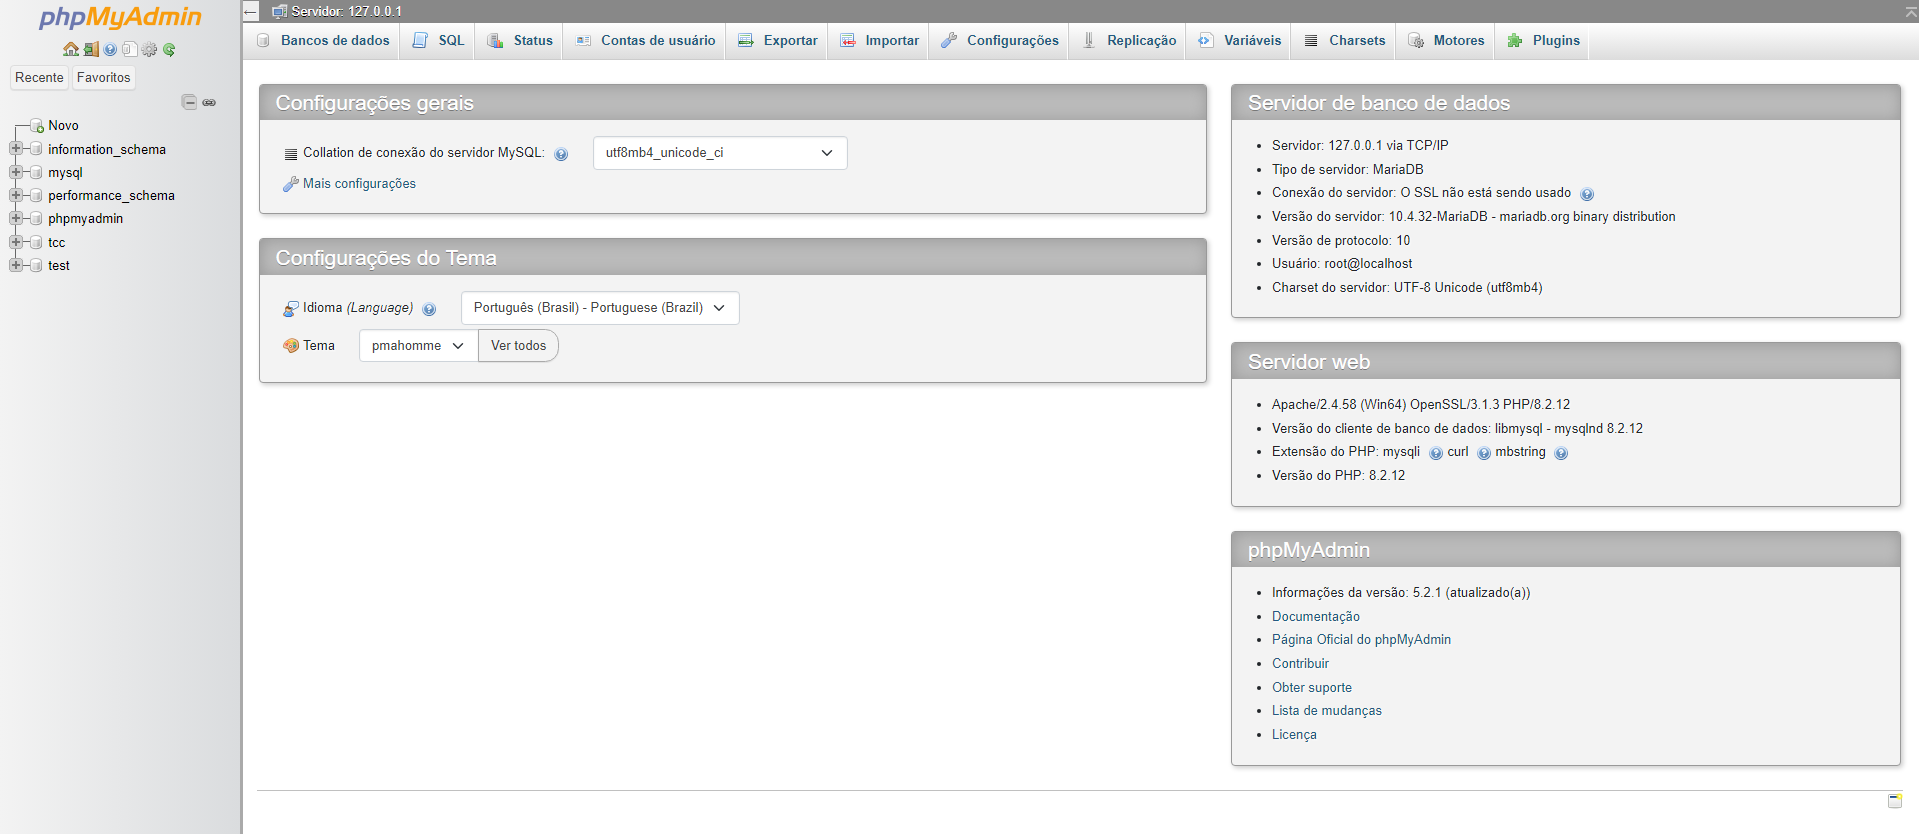 phpMyAdmin
Recente Favoritos
Novo
information_schema
mysql
performance_schema
phpmyadmin
tcc
test
Servidor: 127.0.0.1
Bancos de dados SQL Status Contas de usuário Exportar Importar Configurações Replicação Variáveis Charsets Motores Plugins
Configurações gerais
Collation de conexão do servidor MySQL: utf8mb4_unicode_ci
Mais configurações
Configurações do Tema
Idioma (Language) Português (Brasil) - Portuguese (Brazil)
Tema pmahomme Ver todos
Servidor de banco de dados
Servidor: 127.0.0.1 via TCP/IP
Tipo de servidor: MariaDB
Conexão do servidor: O SSL não está sendo usado
Versão do servidor: 10.4.32-MariaDB - mariadb.org binary distribution
Versão de protocolo: 10
Usuário: root@localhost
Charset do servidor: UTF-8 Unicode (utf8mb4)
Servidor web
Apache/2.4.58 (Win64) OpenSSL/3.1.3 PHP/8.2.12
Versão do cliente de banco de dados: libmysql - mysqlnd 8.2.12
Extensão do PHP: mysqli curl mbstring
Versão do PHP: 8.2.12
phpMyAdmin
Informações da versão: 5.2.1 (atualizado(a))
Documentação
Página Oficial do phpMyAdmin
Contribuir
Obter suporte
Lista de mudanças
Licença